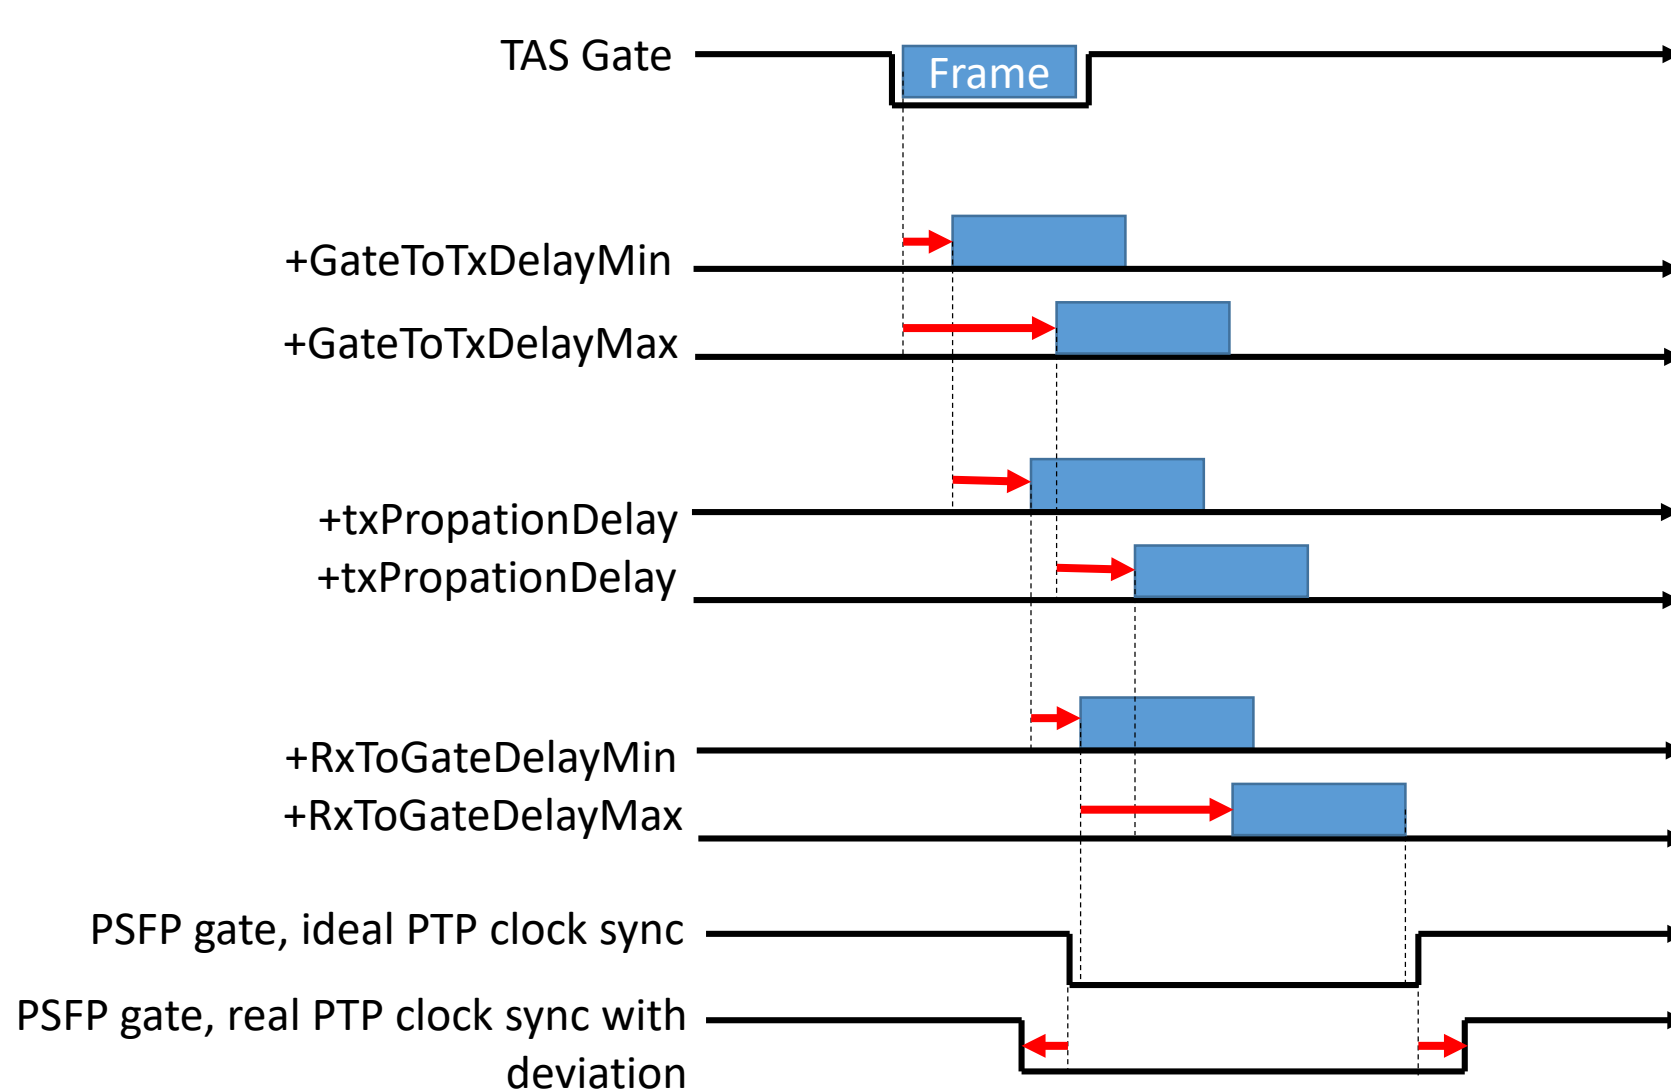 TAS Gate
Frame
+GateToTxDelayMin
+GateToTxDelayMax
+txPropationDelay
+txPropationDelay
+RxToGateDelayMin
+RxToGateDelayMax
PSFP gate, ideal PTP clock sync
PSFP gate, real PTP clock sync with
deviation